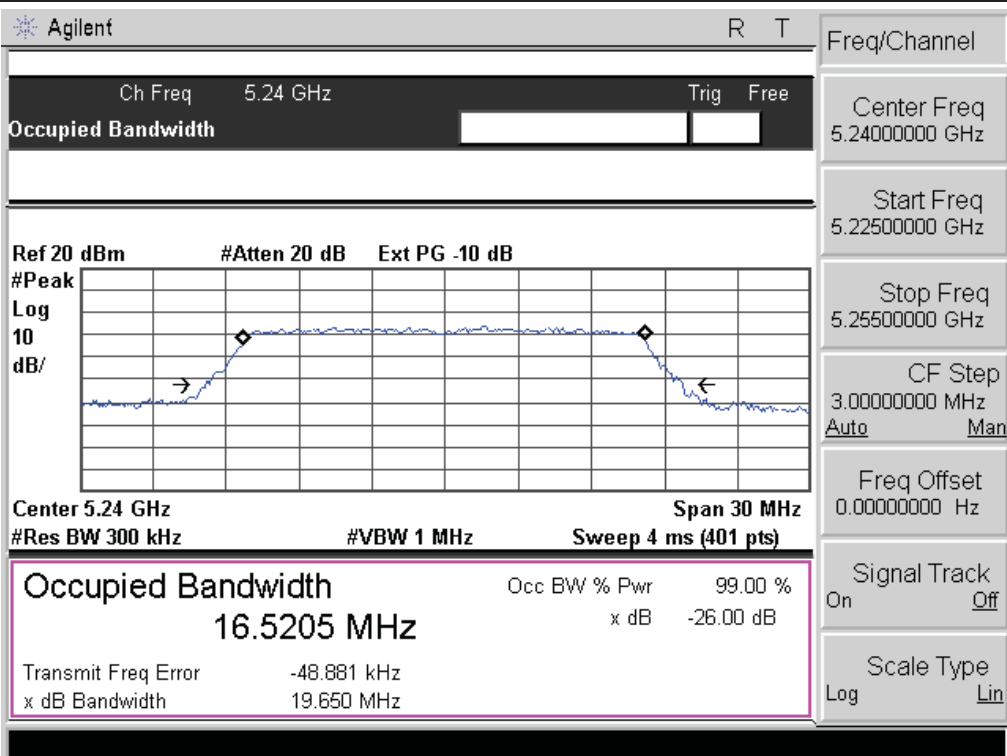 Agilent R T
Ch Freq 5.24 GHz Trig Free
Occupied Bandwidth
Ref 20 dBm #Atten 20 dB Ext PG -10 dB
#Peak
Log
10
dB/
Center 5.24 GHz Span 30 MHz
#Res BW 300 kHz #VBW 1 MHz Sweep 4 ms (401 pts)
Occupied Bandwidth
16.5205 MHz
Occ BW % Pwr 99.00 %
x dB -26.00 dB
Transmit Freq Error -48.881 kHz
x dB Bandwidth 19.650 MHz
Freq/Channel
Center Freq
5.24000000 GHz
Start Freq
5.22500000 GHz
Stop Freq
5.25500000 GHz
CF Step
3.00000000 MHz
Auto Man
Freq Offset
0.00000000 Hz
Signal Track
On Off
Scale Type
Log Lin